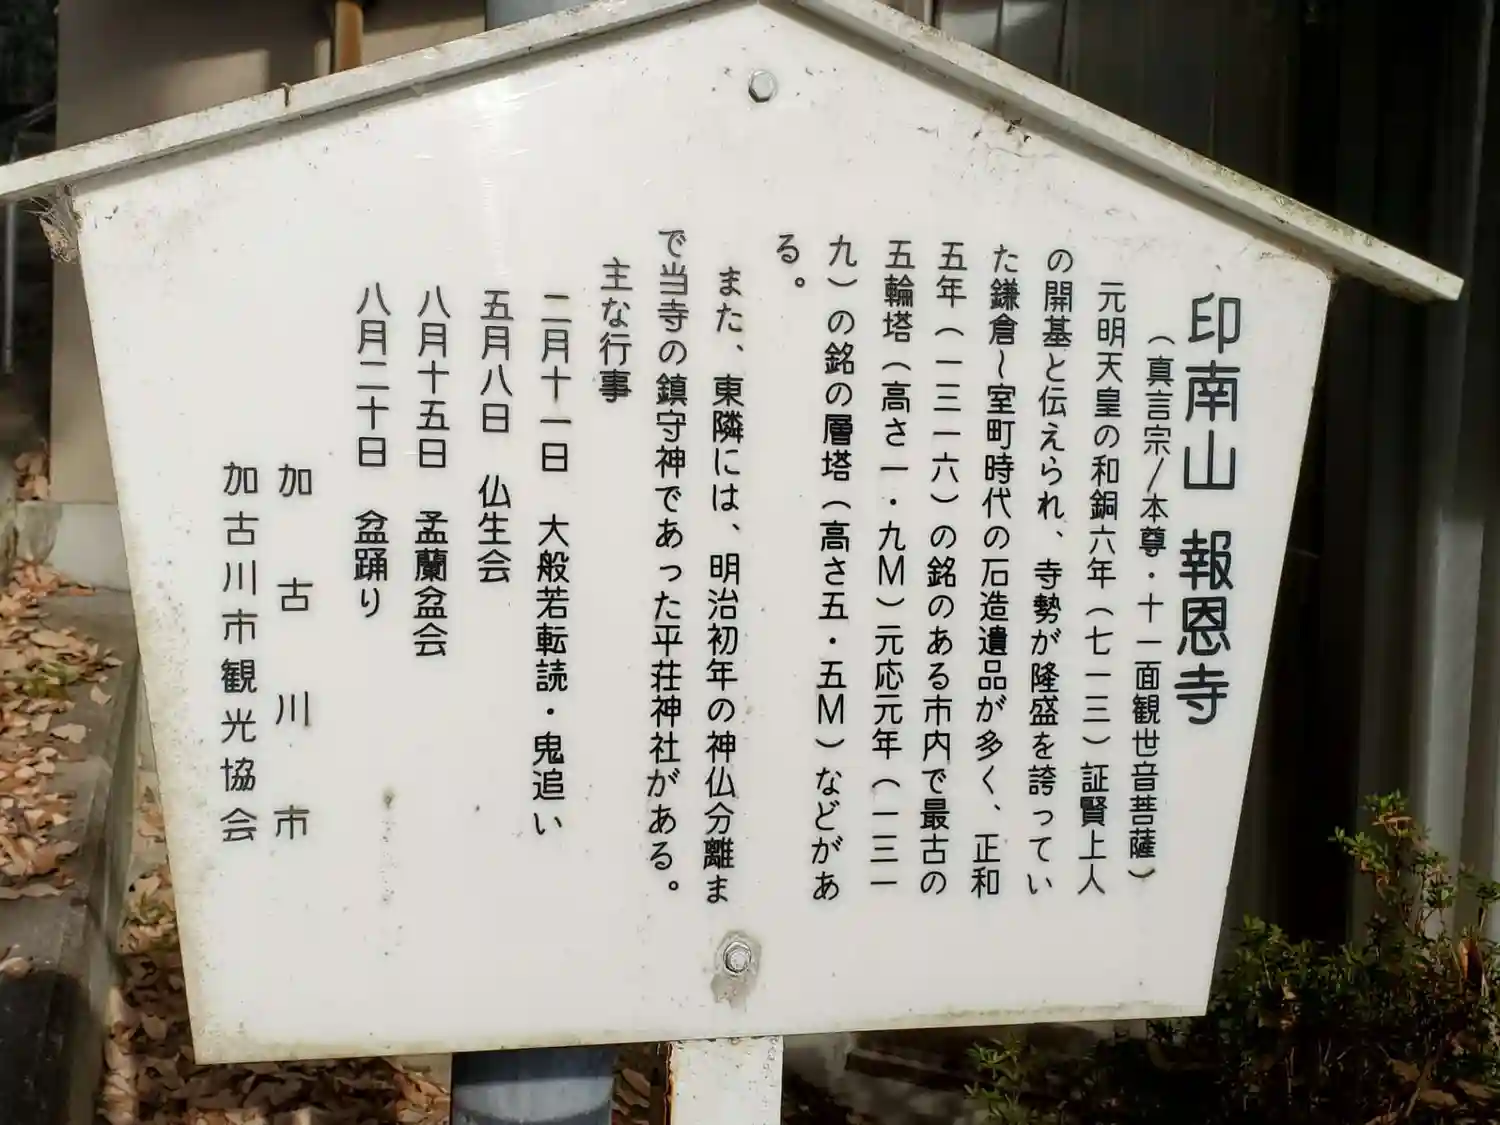 印南山 報恩寺
（真言宗/本尊・十一面観世音菩薩）
元明天皇の和銅六年（七一三）証賢上人
の開基と伝えられ、寺勢が隆盛を誇ってい
た鎌倉～室町時代の石造遺品が多く、正和
五年（一三一六）の銘のある市内で最古の
五輪塔（高さ一・九M）元応元年（一三一
九）の銘の層塔（高さ五・五M）などがあ
る。
また、東隣には、明治初年の神仏分離ま
で当寺の鎮守神であった平荘神社がある。
主な行事
二月十一日 大般若転読・鬼追い
五月八日 仏生会
八月十五日 盂蘭盆会
八月二十日 盆踊り
加古川市
加古川市観光協会